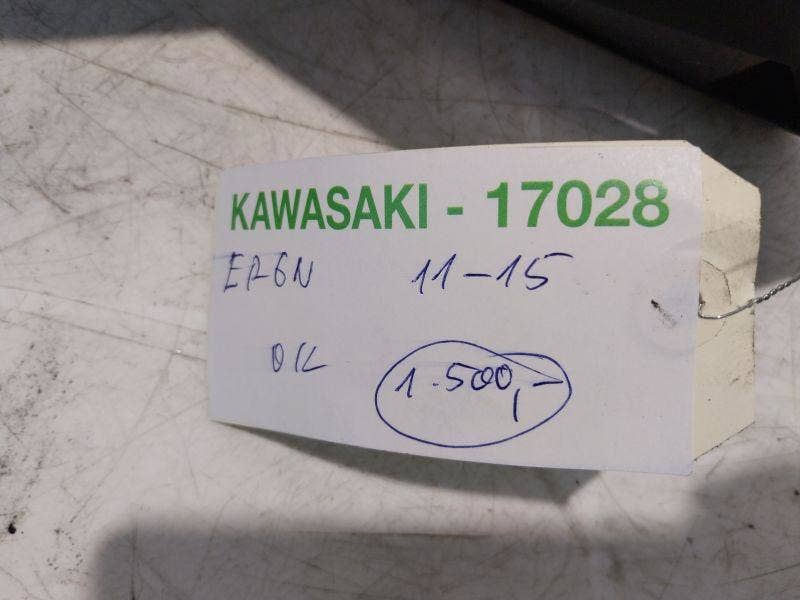 KAWASAKI - 17028
ER6N 11-15
OK 1.500,-